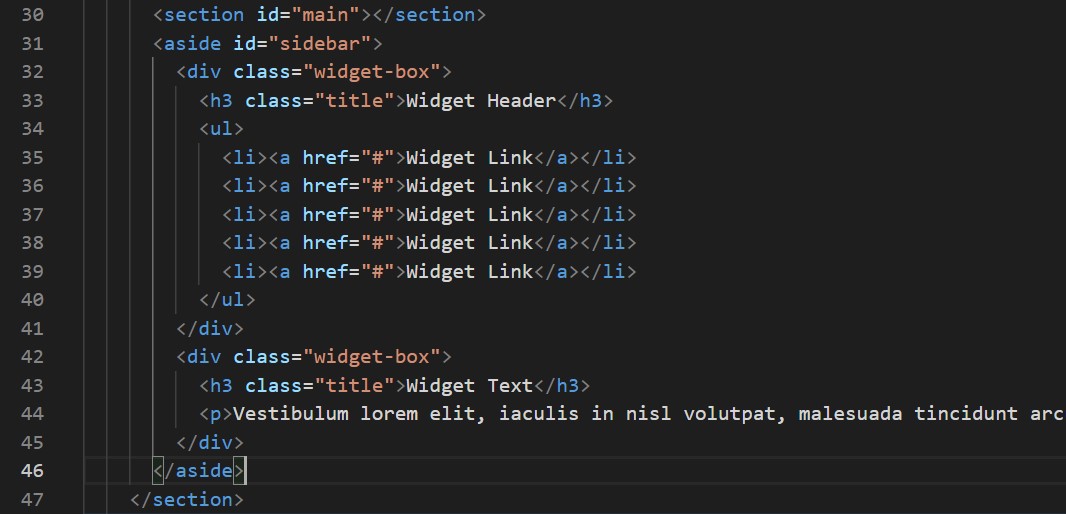 30 <section id="main"></section>
31 <aside id="sidebar">
32 <div class="widget-box">
33 <h3 class="title">Widget Header</h3>
34 <ul>
35 <li><a href="#">Widget Link</a></li>
36 <li><a href="#">Widget Link</a></li>
37 <li><a href="#">Widget Link</a></li>
38 <li><a href="#">Widget Link</a></li>
39 <li><a href="#">Widget Link</a></li>
40 </ul>
41 </div>
42 <div class="widget-box">
43 <h3 class="title">Widget Text</h3>
44 <p>Vestibulum lorem elit, iaculis in nisl volutpat, malesuada tincidunt arc
45 </div>
46 </aside>
47 </section>